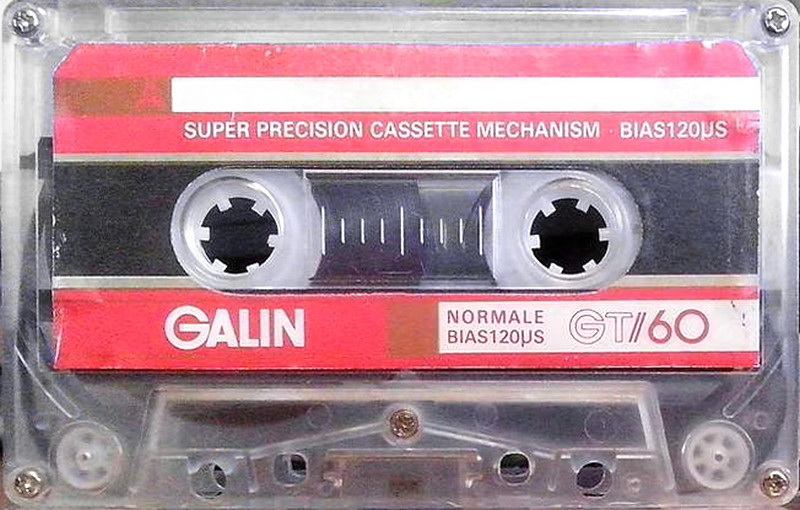 A
SUPER PRECISION CASSETTE MECHANISM · BIAS120µS
GALIN
NORMALE
BIAS120µS
GT//60